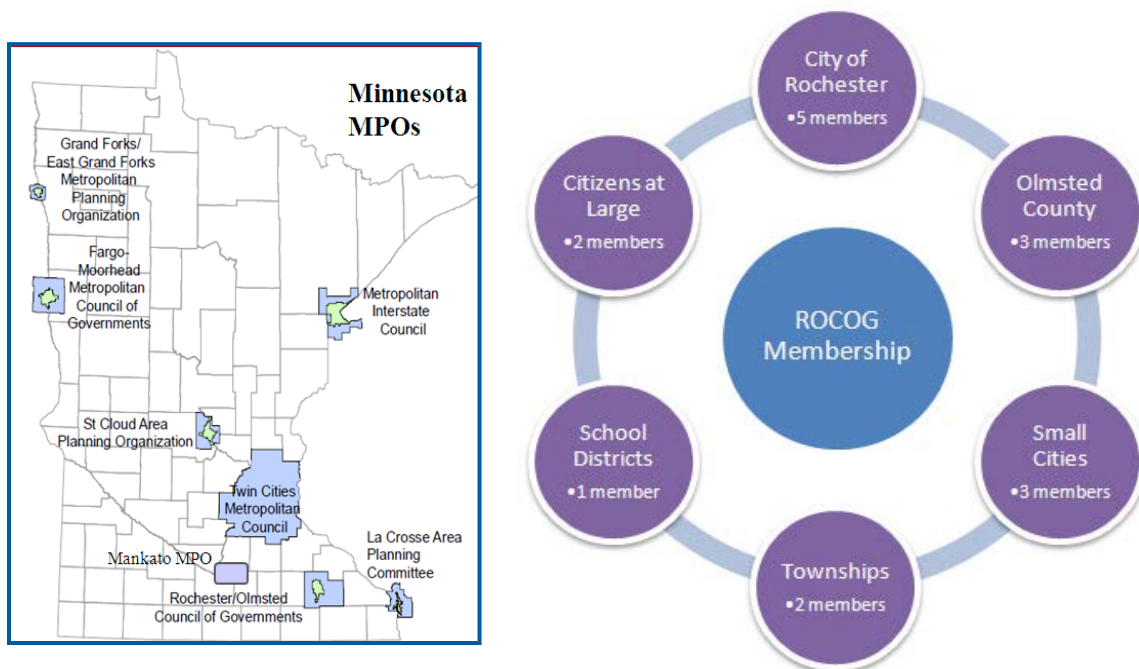 Minnesota
MPOs
Grand Forks/
East Grand Forks
Metropolitan
Planning
Organization
Fargo-
Moorhead
Metropolitan
Council of
Governments
Metropolitan
Interstate
Council
St Cloud Area
Planning Organization
Twin Cities
Metropolitan
Council
La Crosse Area
Planning
Committee
Mankato MPO
Rochester/Olmsted
Council of Governments
City of
Rochester
•5 members
Olmsted
County
•3 members
Small
Cities
•3 members
Townships
•2 members
School
Districts
•1 member
Citizens at
Large
•2 members
ROCOG
Membership